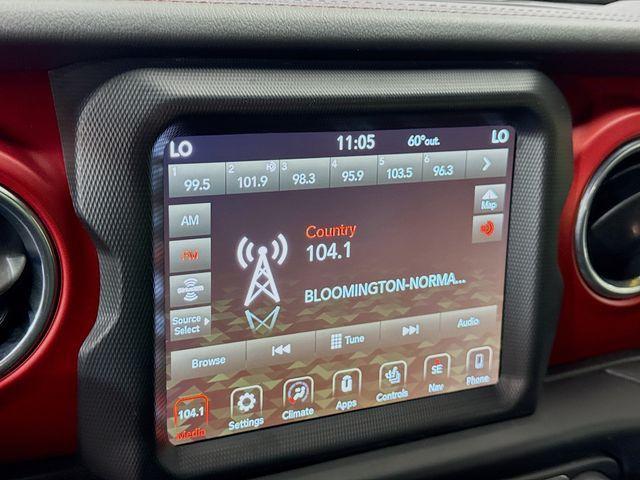 LO 11:05 60°out. LO
1 99.5 2 101.9 3 98.3 4 95.9 5 103.5 6 96.3
Map
AM
FM
Country
104.1
SiriusXM
BLOOMINGTON-NORMA...
Source
Select
Browse Tune Audio
104.1 SE
Media Settings Climate Apps Controls Nav Phone